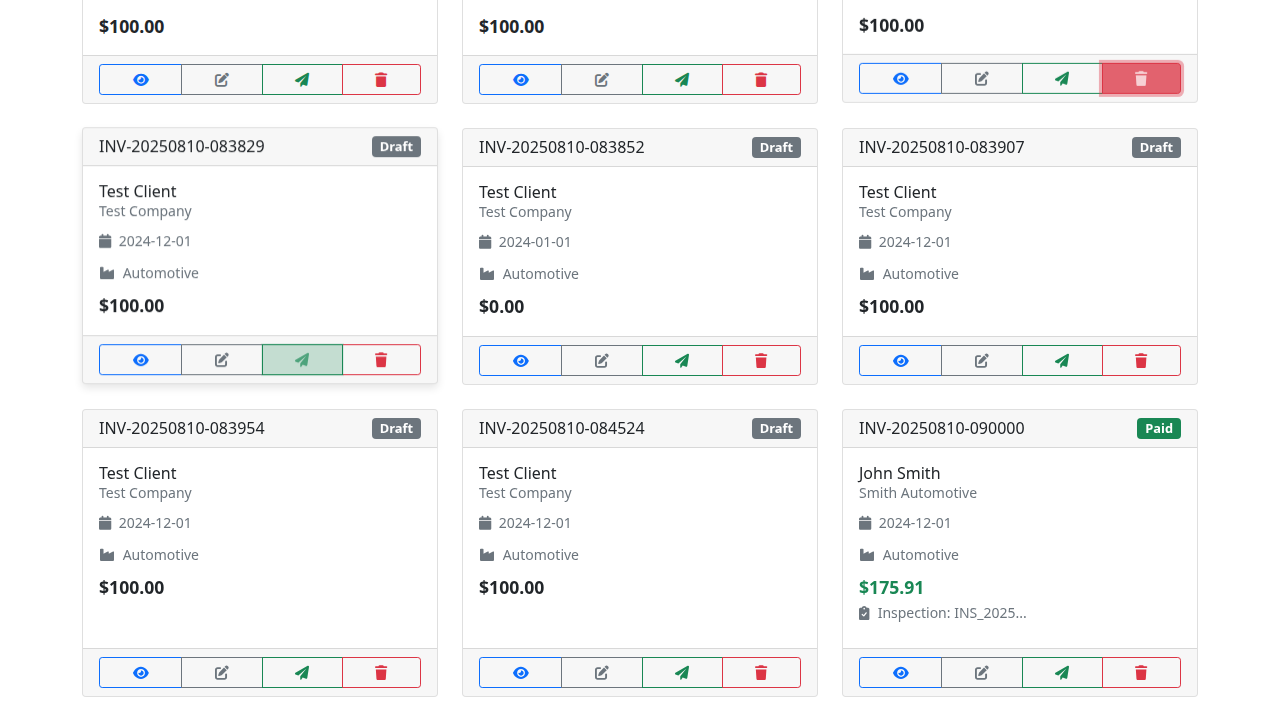 $100.00
$100.00
$100.00
INV-20250810-083829 Draft
Test Client
Test Company
2024-12-01
Automotive
$100.00
INV-20250810-083852 Draft
Test Client
Test Company
2024-01-01
Automotive
$0.00
INV-20250810-083907 Draft
Test Client
Test Company
2024-12-01
Automotive
$100.00
INV-20250810-083954 Draft
Test Client
Test Company
2024-12-01
Automotive
$100.00
INV-20250810-084524 Draft
Test Client
Test Company
2024-12-01
Automotive
$100.00
INV-20250810-090000 Paid
John Smith
Smith Automotive
2024-12-01
Automotive
$175.91
Inspection: INS_2025...